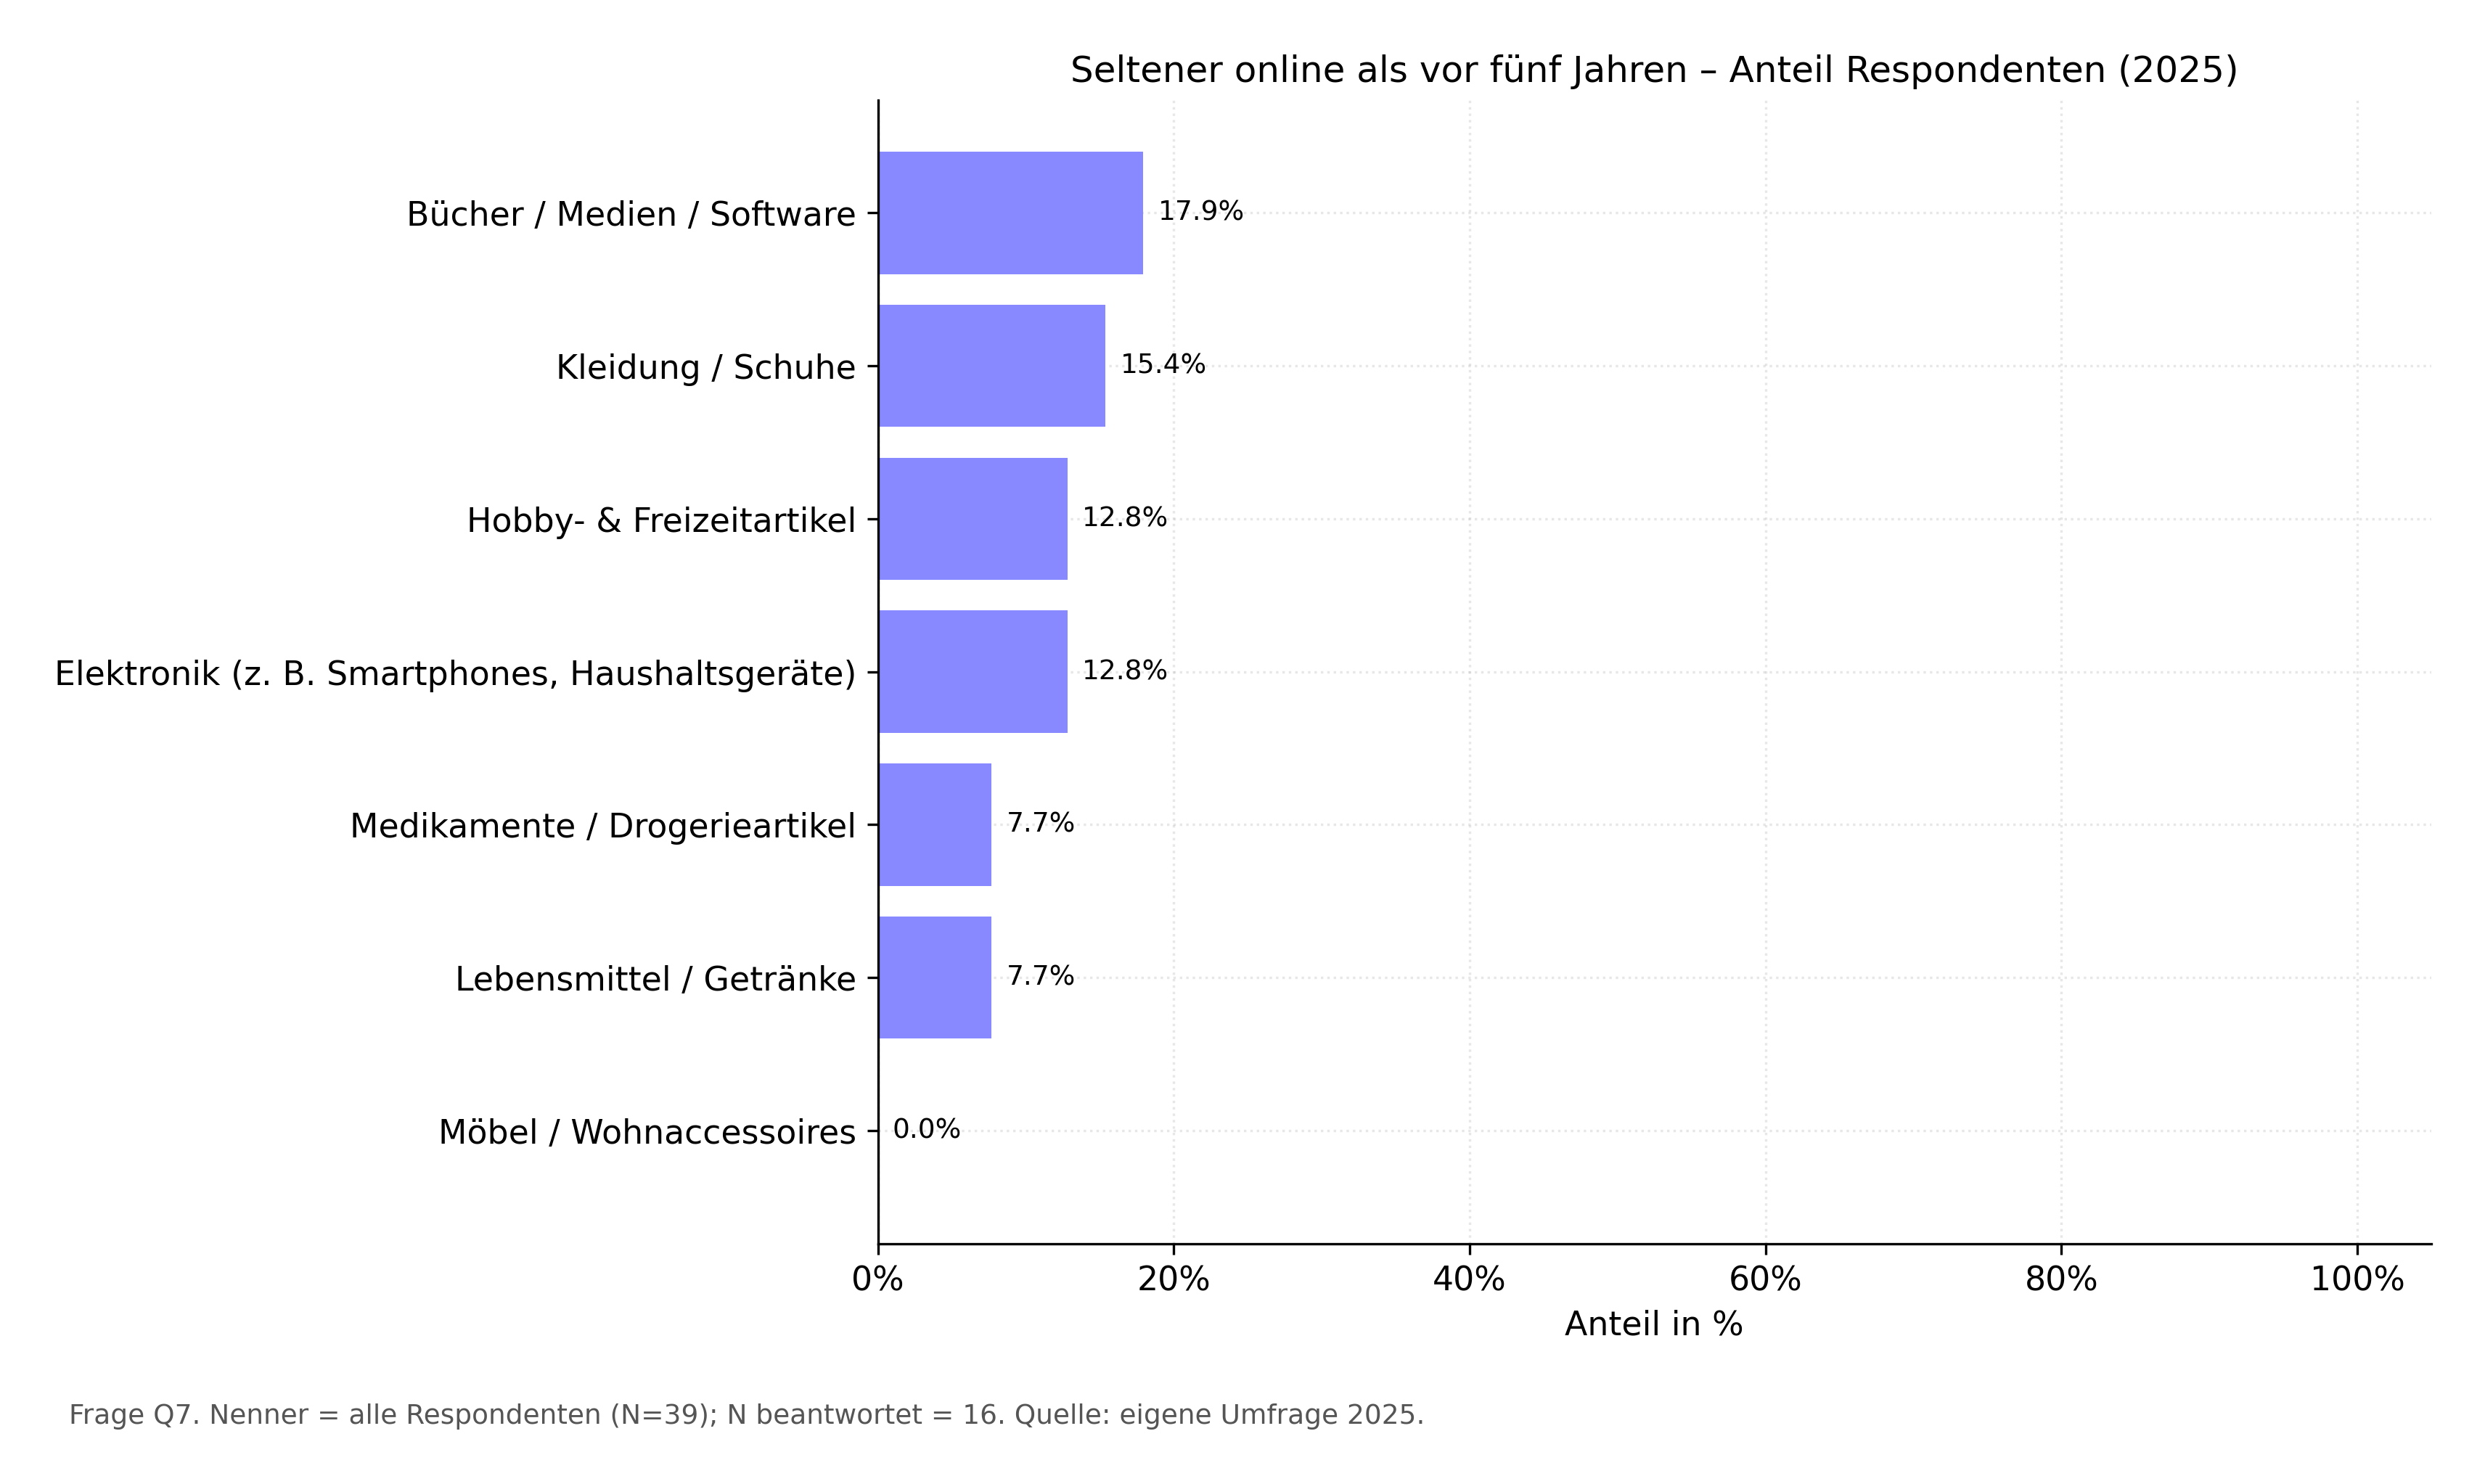 Seltener online als vor fünf Jahren – Anteil Respondenten (2025)
Bücher / Medien / Software
17.9%
Kleidung / Schuhe
15.4%
Hobby- & Freizeitartikel
12.8%
Elektronik (z. B. Smartphones, Haushaltsgeräte)
12.8%
Medikamente / Drogerieartikel
7.7%
Lebensmittel / Getränke
7.7%
Möbel / Wohnaccessoires
0.0%
0% 20% 40% 60% 80% 100%
Anteil in %
Frage Q7. Nenner = alle Respondenten (N=39); N beantwortet = 16. Quelle: eigene Umfrage 2025.